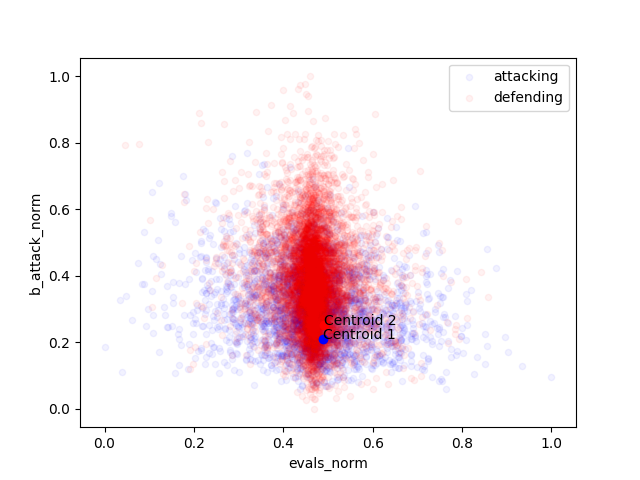 attacking
defending
1.0
0.8
0.6
0.4
0.2
0.0
b_attack_norm
Centroid 2
Centroid 1
0.0 0.2 0.4 0.6 0.8 1.0
evals_norm